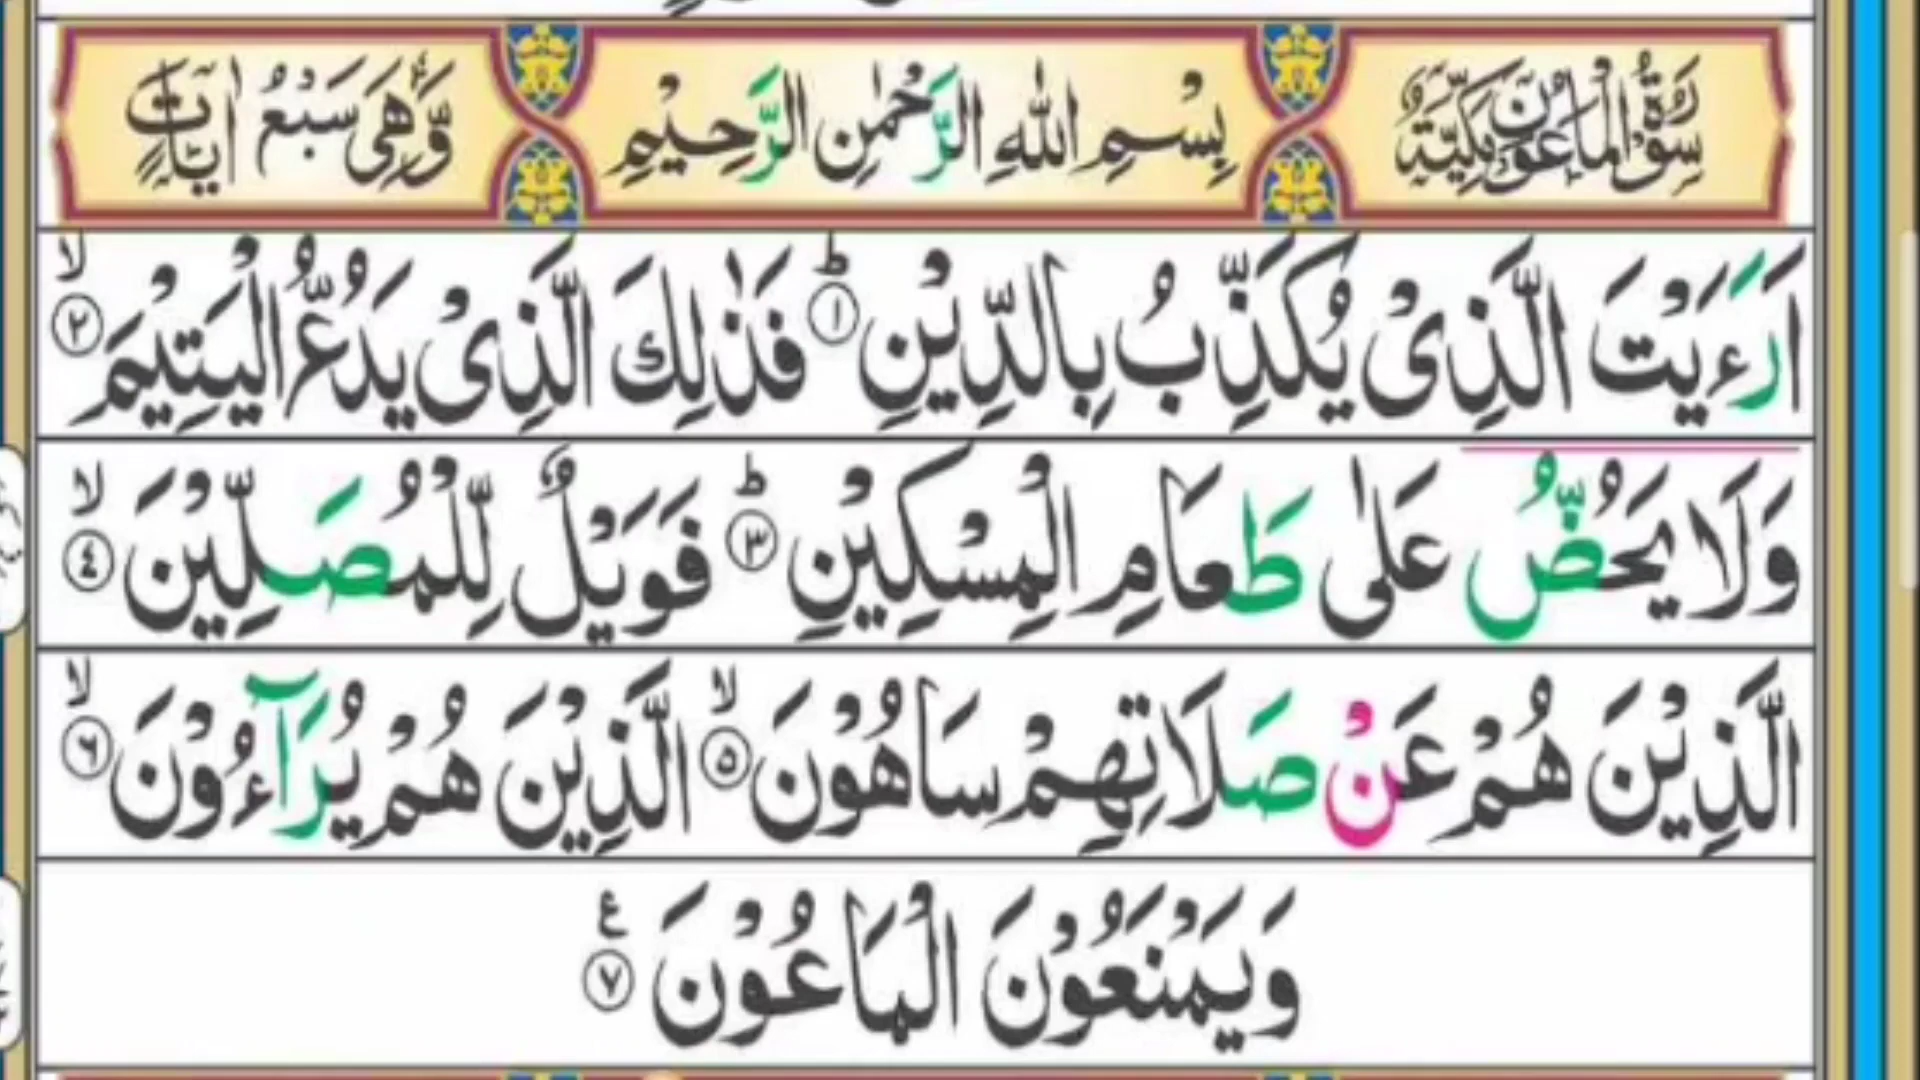 سُوْرَةُ الْمَاعُوْنَ مَكِّيَّةٌ بِسْمِ اللهِ الرَّحْمٰنِ الرَّحِيْمِ وَّهِىَ سَبْعُ اٰيَاتٍ
اَرَءَيْتَ الَّذِىْ يُكَذِّبُ بِالدِّيْنِ ؕ ١ فَذٰلِكَ الَّذِىْ يَدُعُّ الْيَتِيْمَ ۙ ٢
وَلَا يَحُضُّ عَلٰى طَعَامِ الْمِسْكِيْنِ ؕ ٣ فَوَيْلٌ لِّلْمُصَلِّيْنَ ۙ ٤
الَّذِيْنَ هُمْ عَنْ صَلَاتِهِمْ سَاهُوْنَ ۙ ٥ الَّذِيْنَ هُمْ يُرَآءُوْنَ ۙ ٦
وَيَمْنَعُوْنَ الْمَاعُوْنَ ع ٧